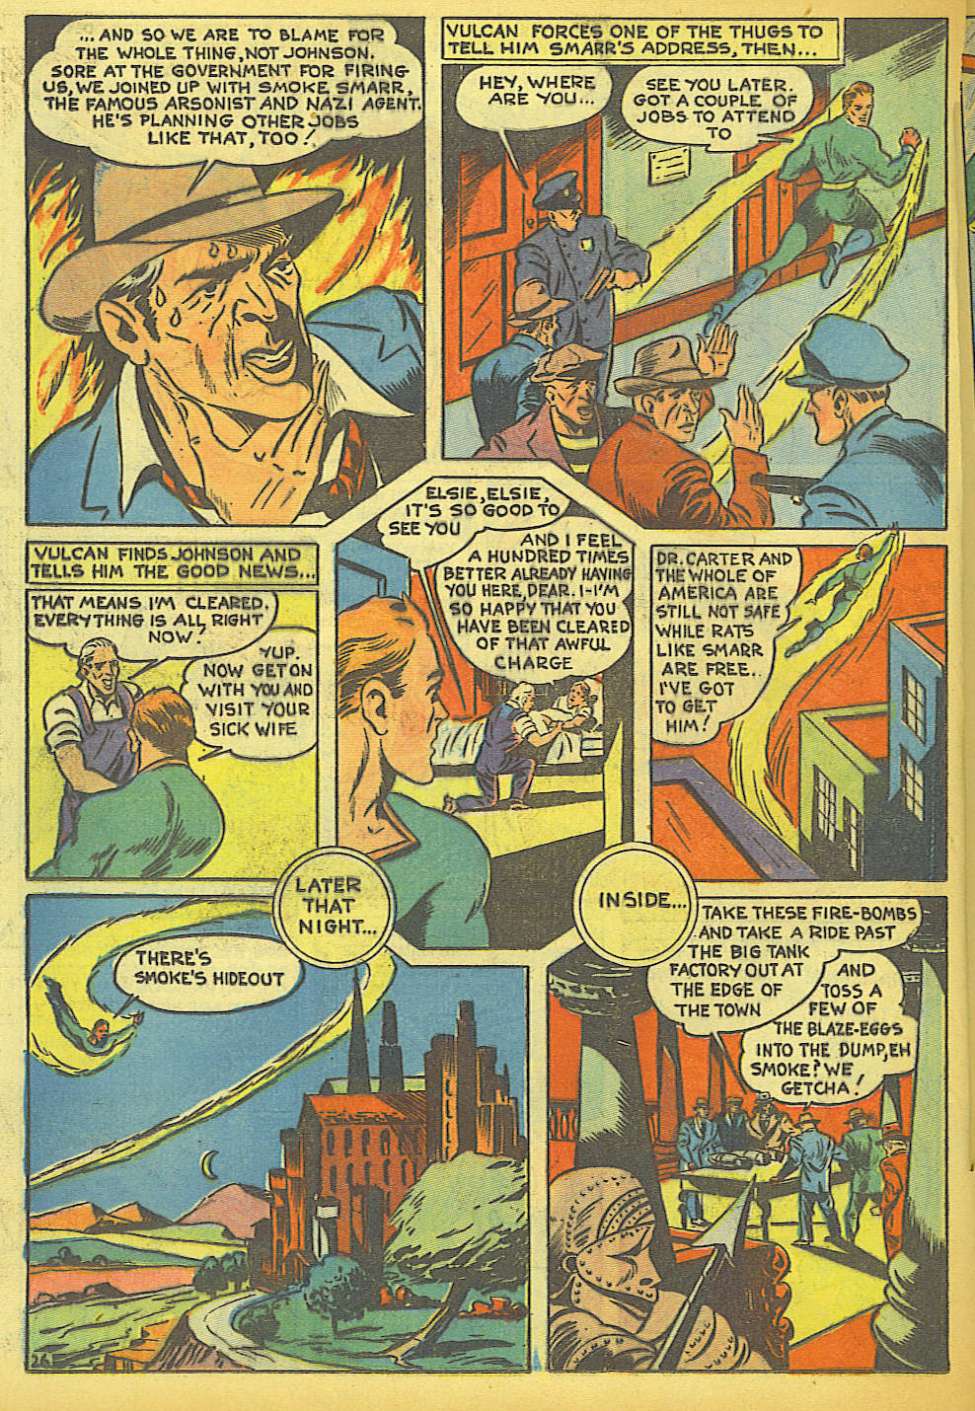 ...AND SO WE ARE TO BLAME FOR
THE WHOLE THING, NOT JOHNSON.
SORE AT THE GOVERNMENT FOR FIRING
US, WE JOINED UP WITH SMOKE SMARR,
THE FAMOUS ARSONIST AND NAZI AGENT.
HE'S PLANNING OTHER JOBS
LIKE THAT, TOO!
VULCAN FORCES ONE OF THE THUGS TO
TELL HIM SMARR'S ADDRESS, THEN...
HEY, WHERE
ARE YOU...
SEE YOU LATER.
GOT A COUPLE OF
JOBS TO ATTEND
TO
VULCAN FINDS JOHNSON AND
TELLS HIM THE GOOD NEWS...
THAT MEANS I'M CLEARED.
EVERYTHING IS ALL RIGHT
NOW!
YUP.
NOW GET ON
WITH YOU AND
VISIT YOUR
SICK WIFE
ELSIE, ELSIE,
IT'S SO GOOD TO
SEE YOU
AND I FEEL
A HUNDRED TIMES
BETTER ALREADY HAVING
YOU HERE, DEAR. I-I'M
SO HAPPY THAT YOU
HAVE BEEN CLEARED
OF THAT AWFUL
CHARGE
DR. CARTER AND
THE WHOLE OF
AMERICA ARE
STILL NOT SAFE
WHILE RATS
LIKE SMARR
ARE FREE..
I'VE GOT
TO GET
HIM!
LATER
THAT
NIGHT...
THERE'S
SMOKE'S HIDEOUT
INSIDE...
TAKE THESE FIRE-BOMBS
AND TAKE A RIDE PAST
THE BIG TANK
FACTORY OUT AT
THE EDGE OF
THE TOWN
AND
TOSS A
FEW OF
THE BLAZE-EGGS
INTO THE DUMP, EH
SMOKE? WE
GETCHA!
26